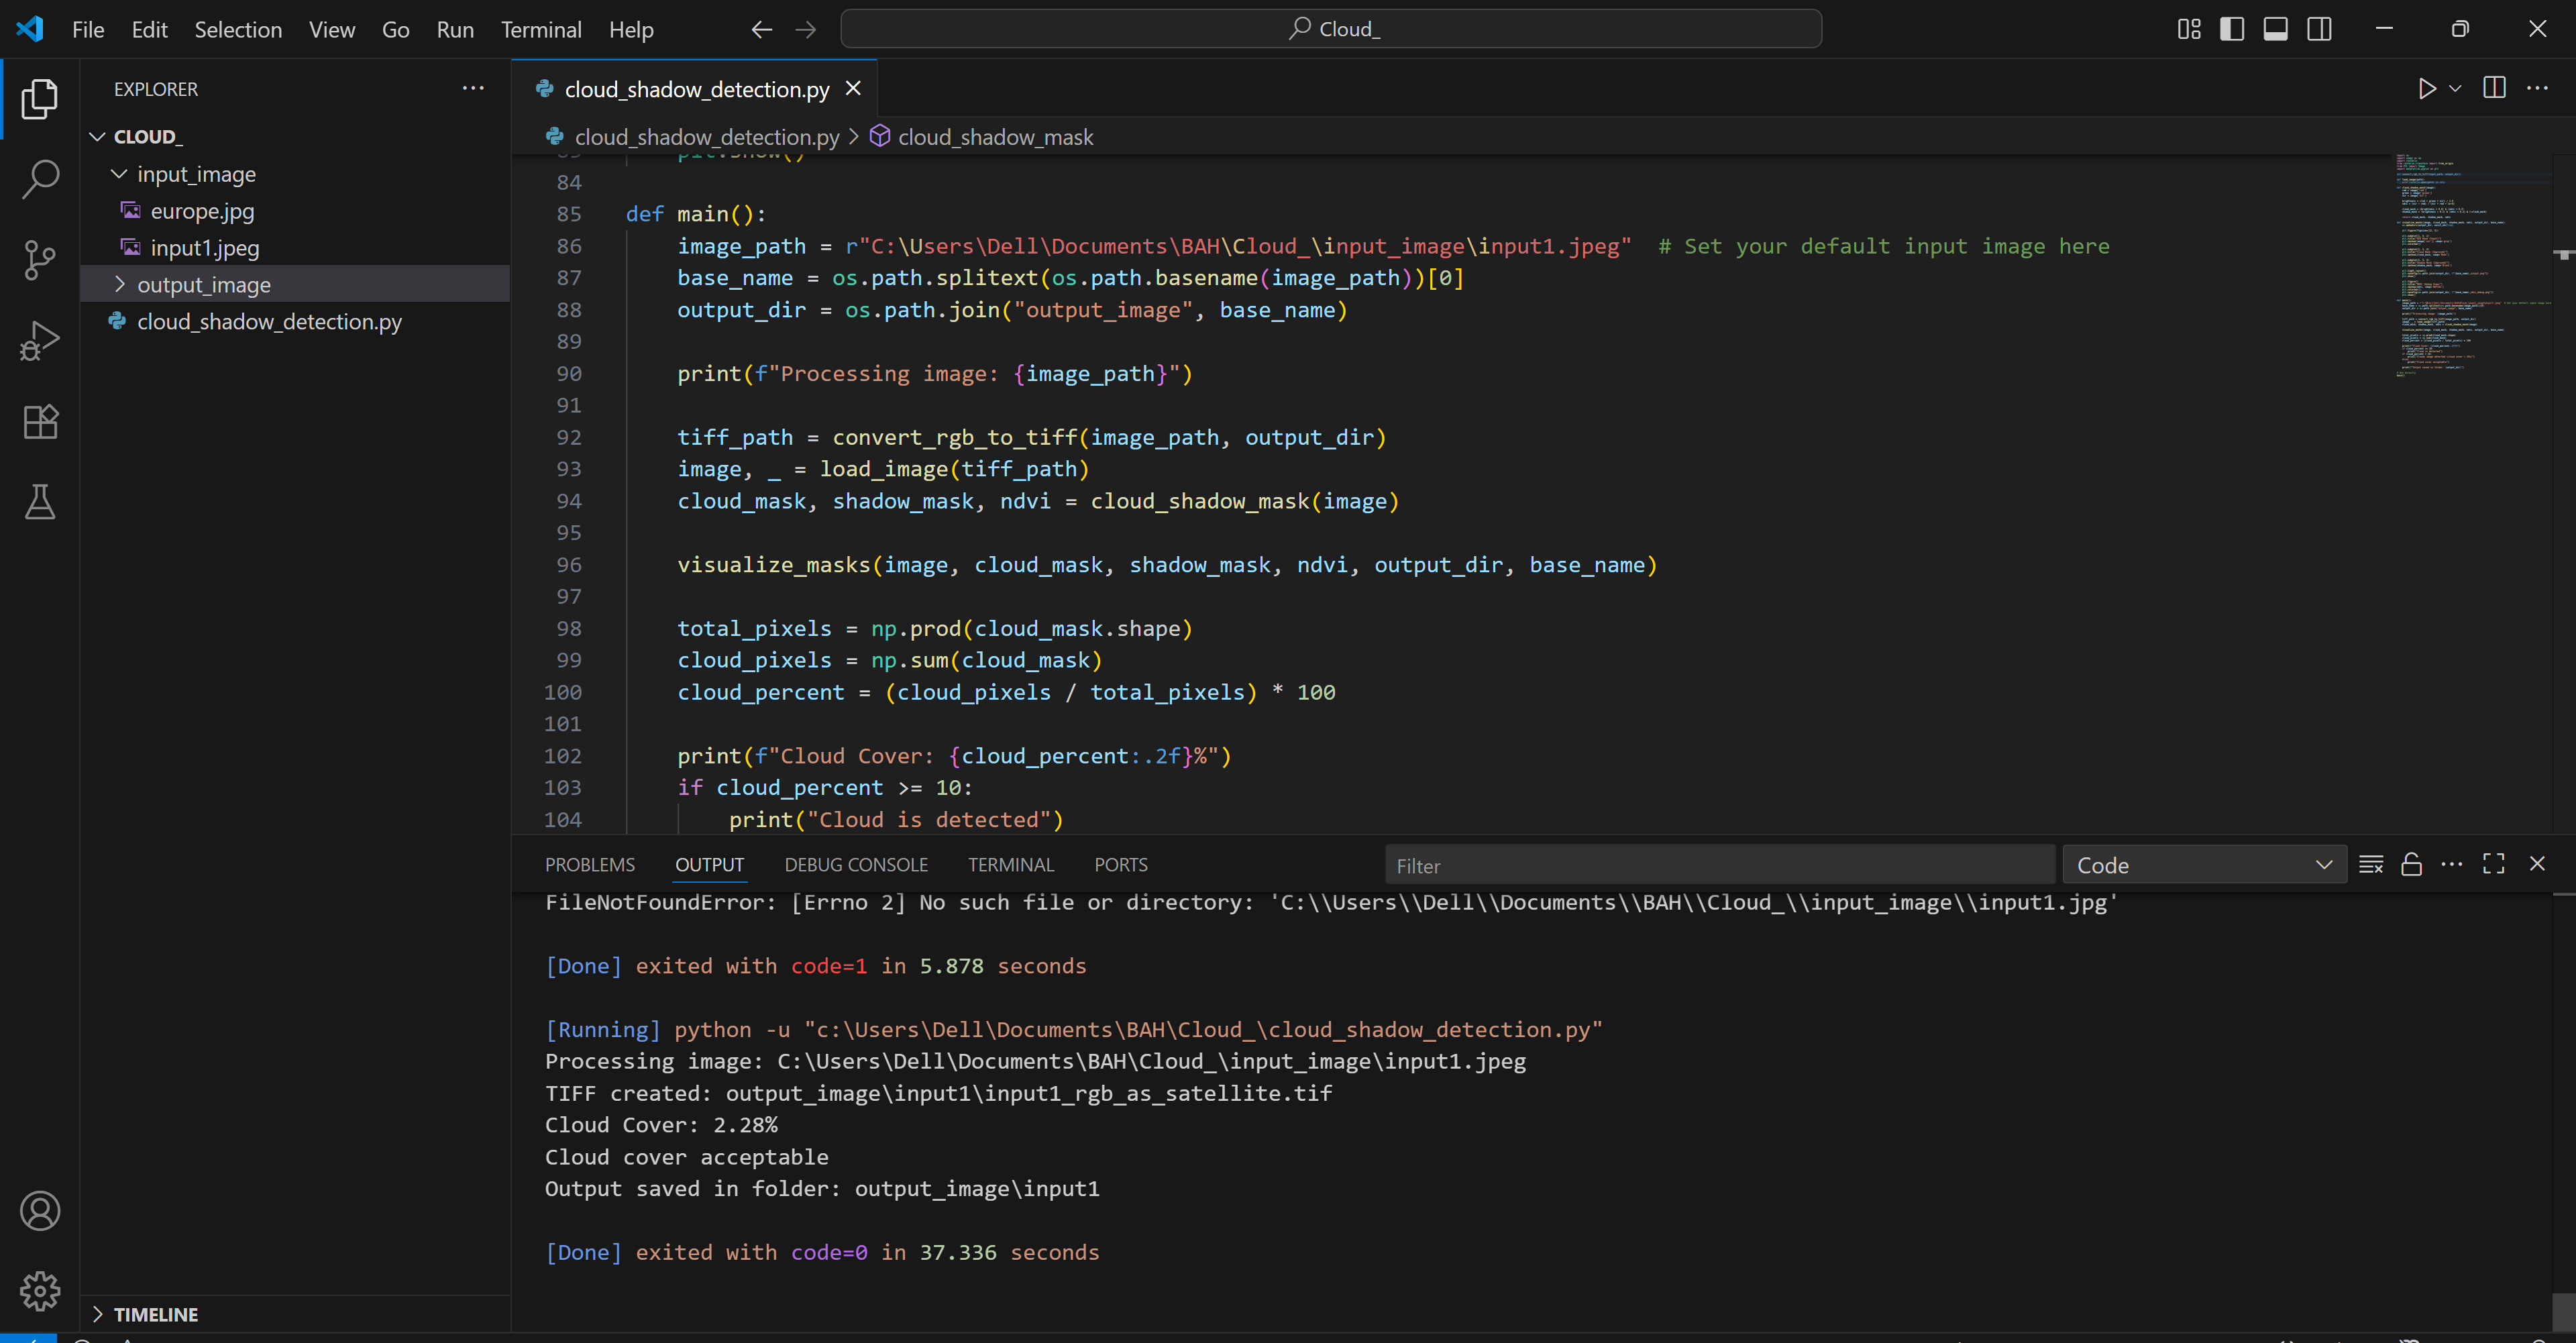 File Edit Selection View Go Run Terminal Help
Cloud_
EXPLORER
CLOUD_
input_image
europe.jpg
input1.jpeg
output_image
cloud_shadow_detection.py
TIMELINE
cloud_shadow_detection.py
cloud_shadow_detection.py > cloud_shadow_mask
84
85 def main():
86 image_path = r"C:\Users\Dell\Documents\BAH\Cloud_\input_image\input1.jpeg" # Set your default input image here
87 base_name = os.path.splitext(os.path.basename(image_path))[0]
88 output_dir = os.path.join("output_image", base_name)
89
90 print(f"Processing image: {image_path}")
91
92 tiff_path = convert_rgb_to_tiff(image_path, output_dir)
93 image, _ = load_image(tiff_path)
94 cloud_mask, shadow_mask, ndvi = cloud_shadow_mask(image)
95
96 visualize_masks(image, cloud_mask, shadow_mask, ndvi, output_dir, base_name)
97
98 total_pixels = np.prod(cloud_mask.shape)
99 cloud_pixels = np.sum(cloud_mask)
100 cloud_percent = (cloud_pixels / total_pixels) * 100
101
102 print(f"Cloud Cover: {cloud_percent:.2f}%")
103 if cloud_percent >= 10:
104 print("Cloud is detected")
PROBLEMS OUTPUT DEBUG CONSOLE TERMINAL PORTS
Filter
Code
FileNotFoundError: [Errno 2] No such file or directory: 'C:\\Users\\Dell\\Documents\\BAH\\Cloud_\\input_image\\input1.jpg'
[Done] exited with code=1 in 5.878 seconds
[Running] python -u "c:\Users\Dell\Documents\BAH\Cloud_\cloud_shadow_detection.py"
Processing image: C:\Users\Dell\Documents\BAH\Cloud_\input_image\input1.jpeg
TIFF created: output_image\input1\input1_rgb_as_satellite.tif
Cloud Cover: 2.28%
Cloud cover acceptable
Output saved in folder: output_image\input1
[Done] exited with code=0 in 37.336 seconds